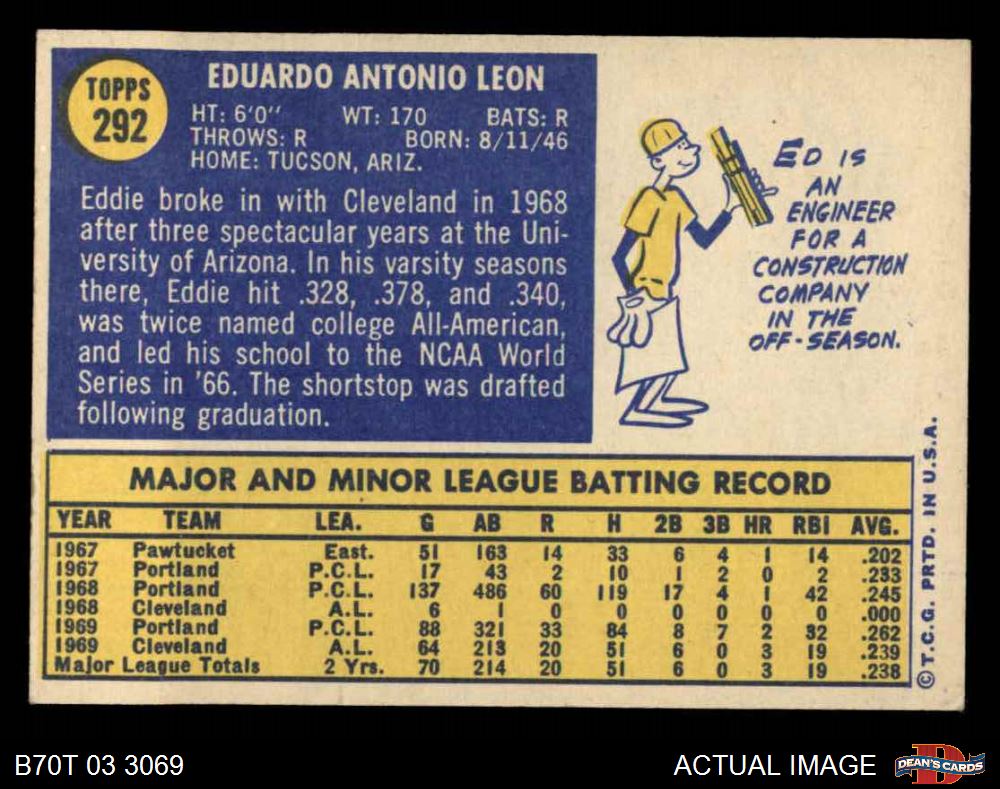 TOPPS
292
EDUARDO ANTONIO LEON
HT: 6'0" WT: 170 BATS: R
THROWS: R BORN: 8/11/46
HOME: TUCSON, ARIZ.
Eddie broke in with Cleveland in 1968
after three spectacular years at the Uni-
versity of Arizona. In his varsity seasons
there, Eddie hit .328, .378, and .340,
was twice named college All-American,
and led his school to the NCAA World
Series in '66. The shortstop was drafted
following graduation.
ED IS
AN
ENGINEER
FOR A
CONSTRUCTION
COMPANY
IN THE
OFF-SEASON.
MAJOR AND MINOR LEAGUE BATTING RECORD
YEAR TEAM LEA. G AB R H 2B 3B HR RBI AVG.
1967 Pawtucket East. 51 163 14 33 6 4 1 14 .202
1967 Portland P.C.L. 17 43 2 10 1 2 0 2 .233
1968 Portland P.C.L. 137 486 60 119 17 4 1 42 .245
1968 Cleveland A.L. 6 1 0 0 0 0 0 0 .000
1969 Portland P.C.L. 88 321 33 84 8 7 2 32 .262
1969 Cleveland A.L. 64 213 20 51 6 0 3 19 .239
Major League Totals 2 Yrs. 70 214 20 51 6 0 3 19 .238
©T.C.G. PRTD. IN U.S.A.
B70T 03 3069
ACTUAL IMAGE
DEAN'S CARDS